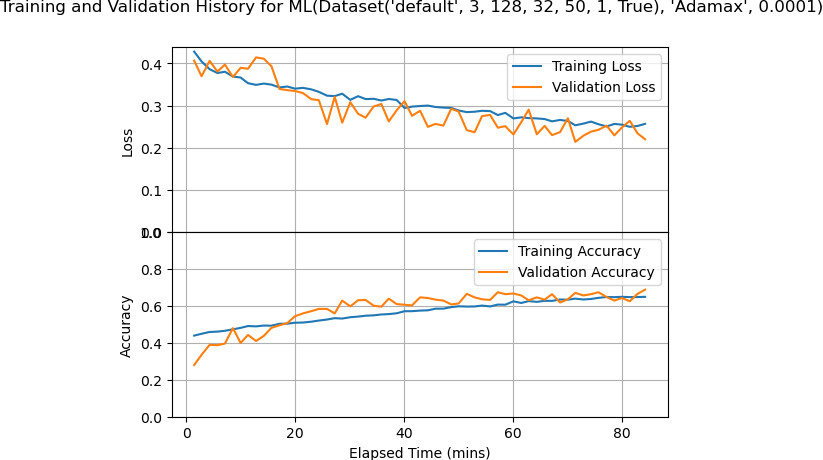 Training and Validation History for ML(Dataset('default', 3, 128, 32, 50, 1, True), 'Adamax', 0.0001)
0.4
0.3
0.2
0.1
0.0
Loss
Training Loss
Validation Loss
1.0
0.8
0.6
0.4
0.2
0.0
Accuracy
Training Accuracy
Validation Accuracy
0 20 40 60 80
Elapsed Time (mins)